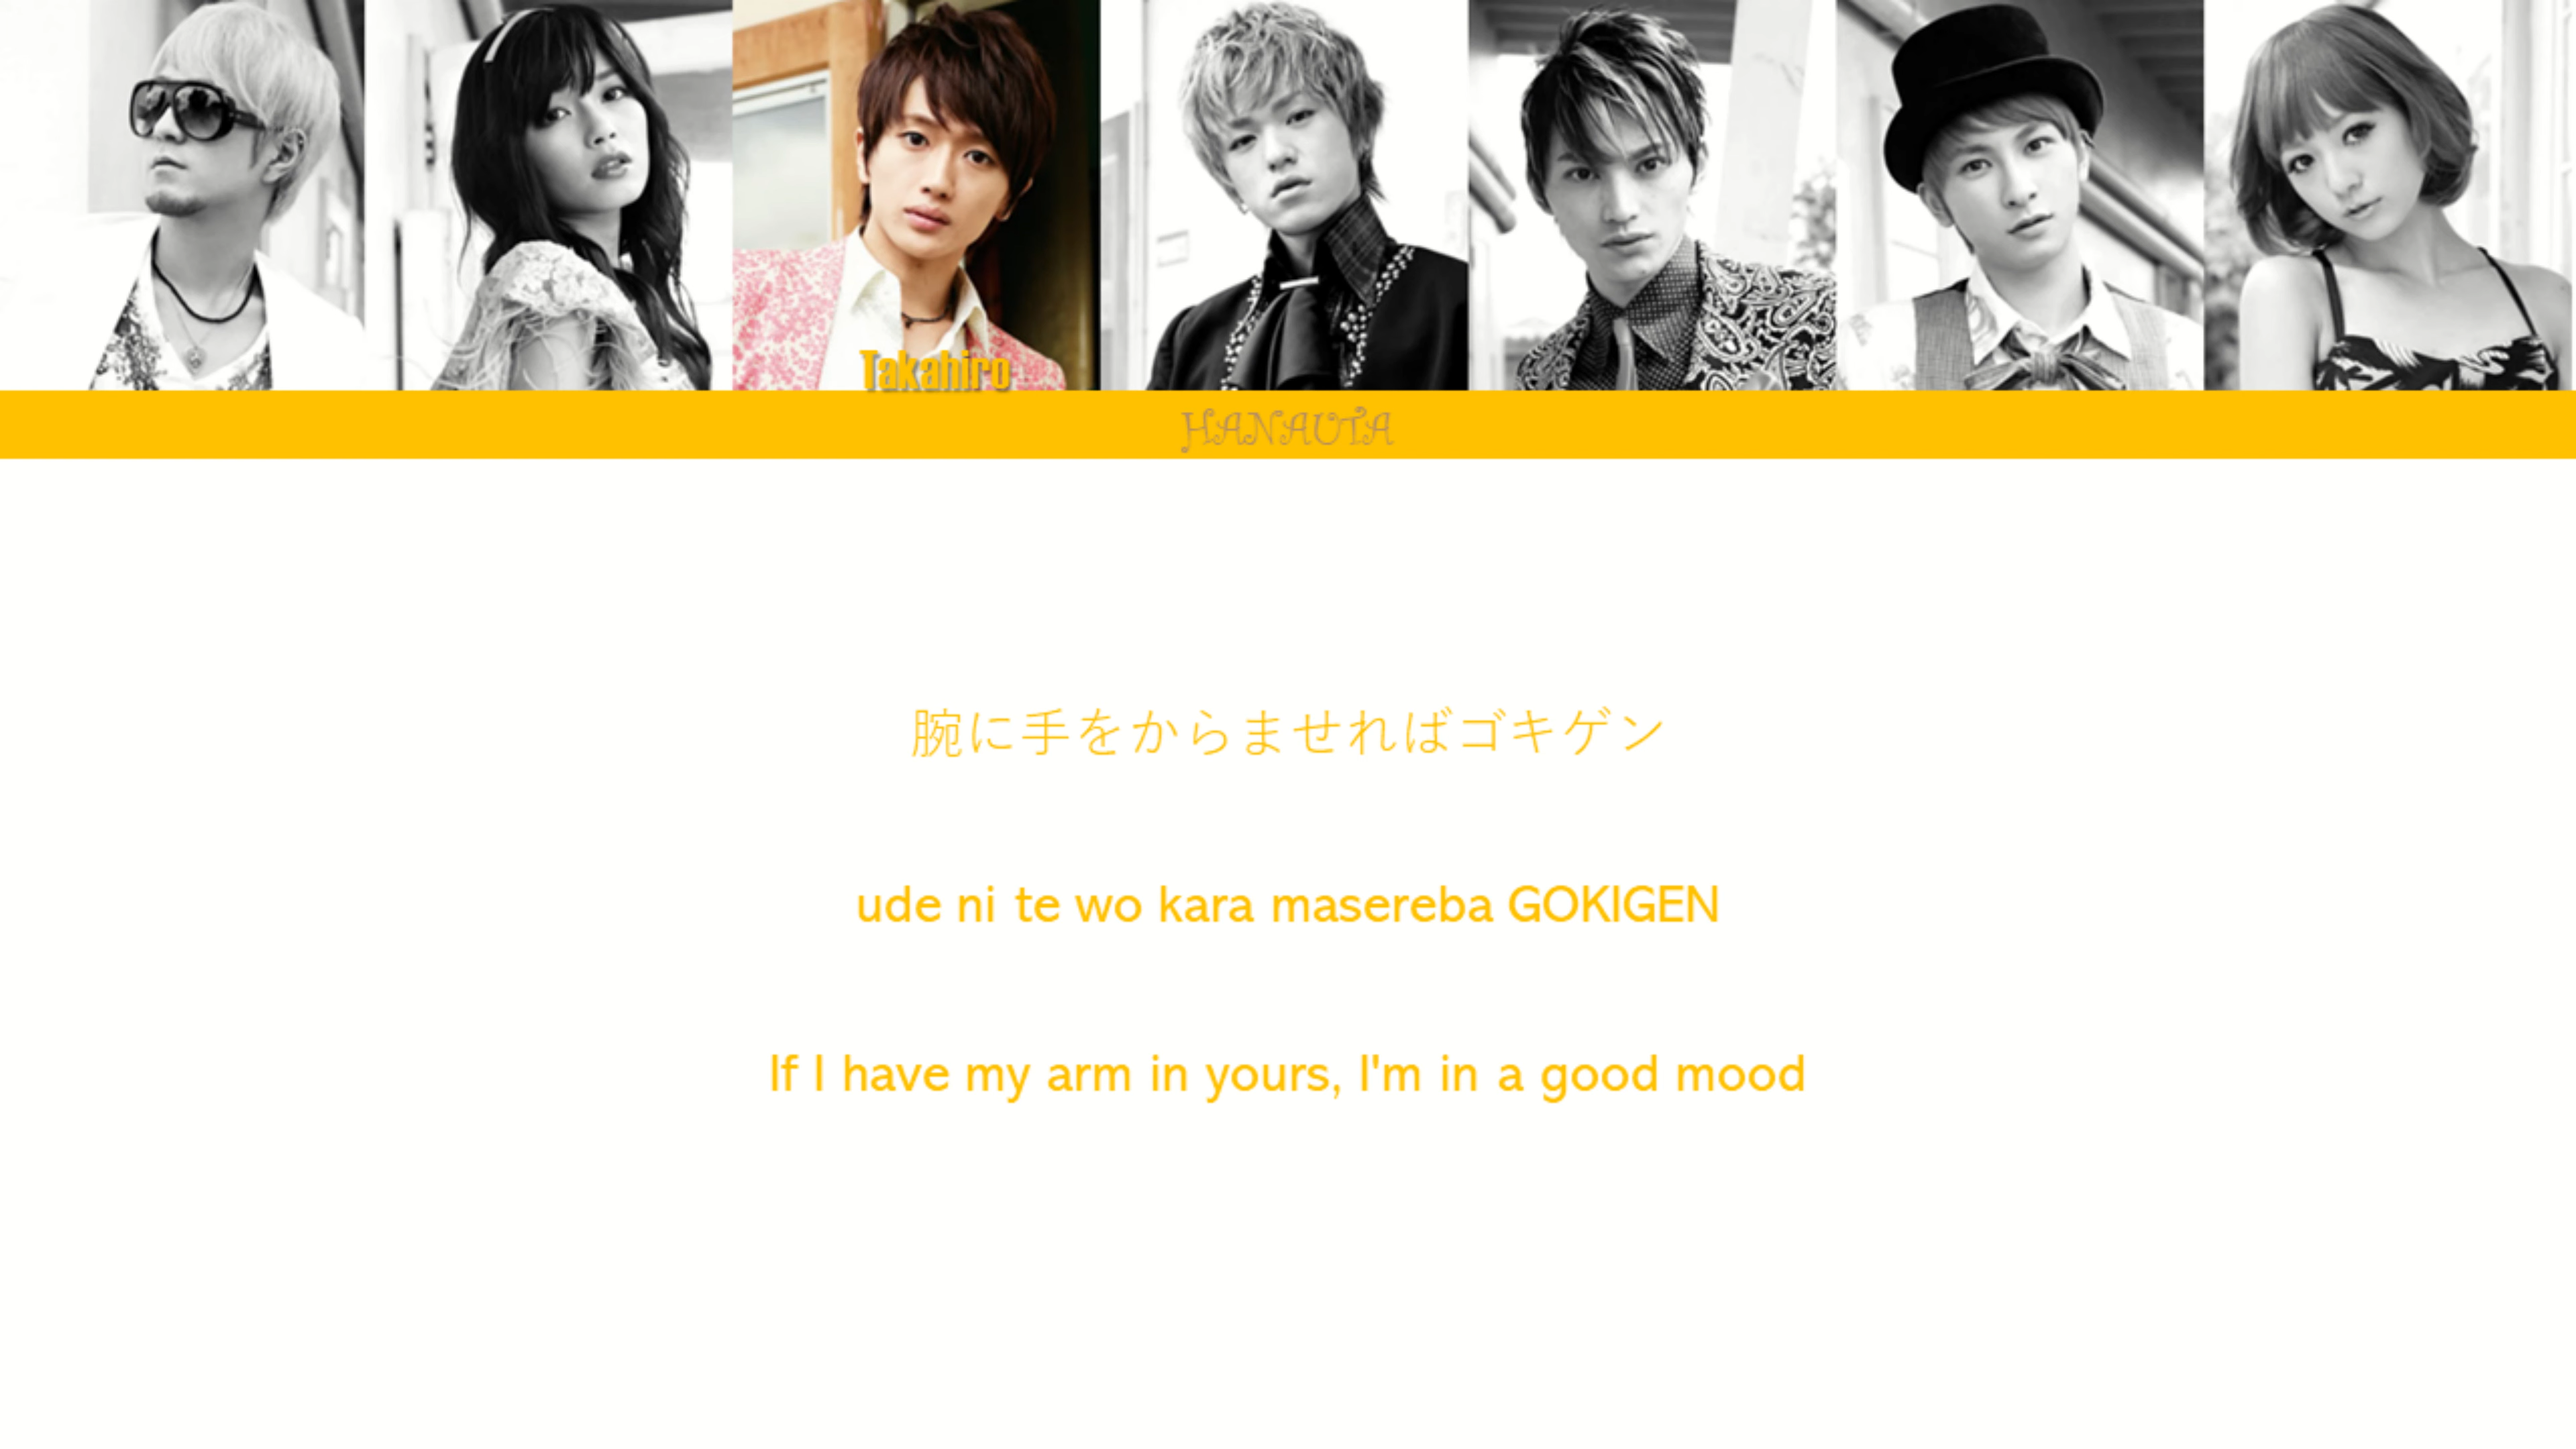 Takahiro
HANAUTA
腕に手をからませればゴキゲン
ude ni te wo kara masereba GOKIGEN
If I have my arm in yours, I'm in a good mood